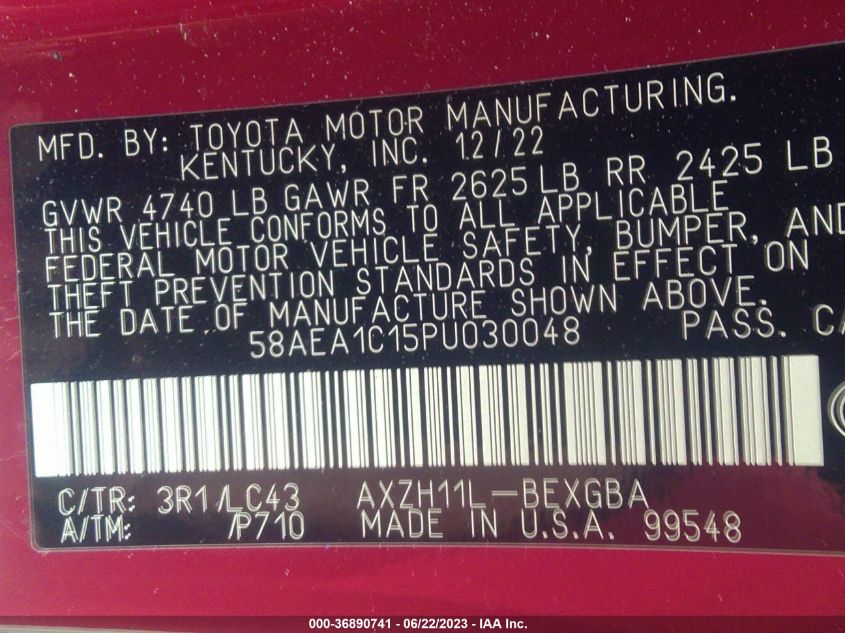 MFD. BY: TOYOTA MOTOR MANUFACTURING.
KENTUCKY, INC. 12/22
GVWR 4740 LB GAWR FR 2625 LB RR 2425 LB
THIS VEHICLE CONFORMS TO ALL APPLICABLE
FEDERAL MOTOR VEHICLE SAFETY, BUMPER, AND
THEFT PREVENTION STANDARDS IN EFFECT ON
THE DATE OF MANUFACTURE SHOWN ABOVE.
58AEA1C15PU030048 PASS. CA
C/TR: 3R1/LC43 AXZH11L-BEXGBA
A/TM: /P710 MADE IN U.S.A. 99548
000-36890741 - 06/22/2023 - IAA Inc.